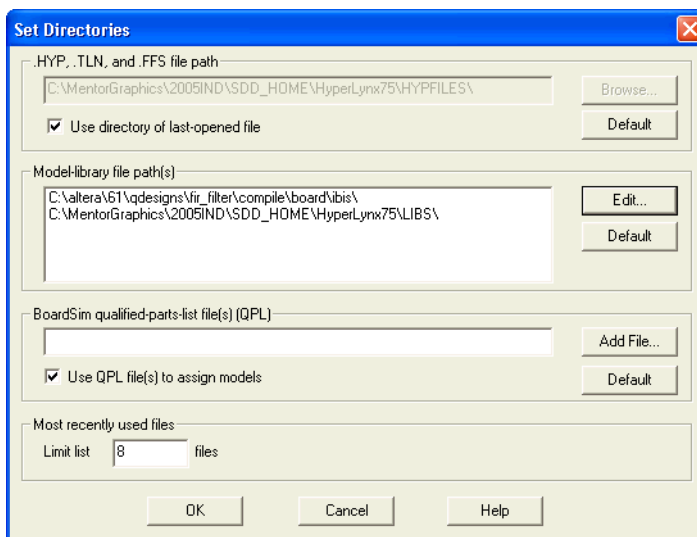 Set Directories
.HYP, .TLN, and .FFS file path
C:\MentorGraphics\2005IND\SDD_HOME\HyperLynx75\HYPFILES\
Browse...
Use directory of last-opened file
Default
Model-library file path(s)
C:\altera\61\qdesigns\fir_filter\compile\board\ibis\
C:\MentorGraphics\2005IND\SDD_HOME\HyperLynx75\LIBS\
Edit...
Default
BoardSim qualified-parts-list file(s) (QPL)
Add File...
Use QPL file(s) to assign models
Default
Most recently used files
Limit list 8 files
OK Cancel Help